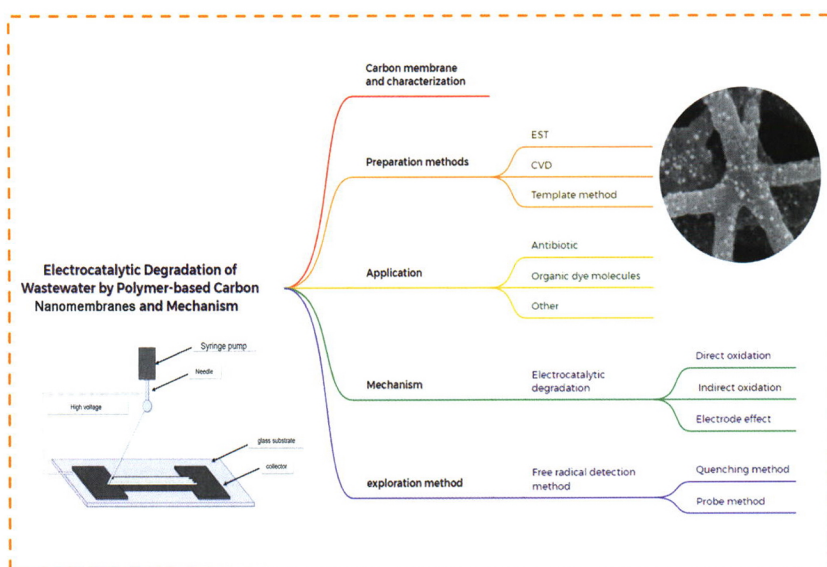 Carbon membrane
and characterization
Preparation methods
EST
CVD
Template method
Electrocatalytic Degradation of
Wastewater by Polymer-based Carbon
Nanomembranes and Mechanism
Application
Antibiotic
Organic dye molecules
Other
Mechanism
Electrocatalytic
degradation
Direct oxidation
Indirect oxidation
Electrode effect
exploration method
Free radical detection
method
Quenching method
Probe method
Syringe pump
Needle
High voltage
glass substrate
collector